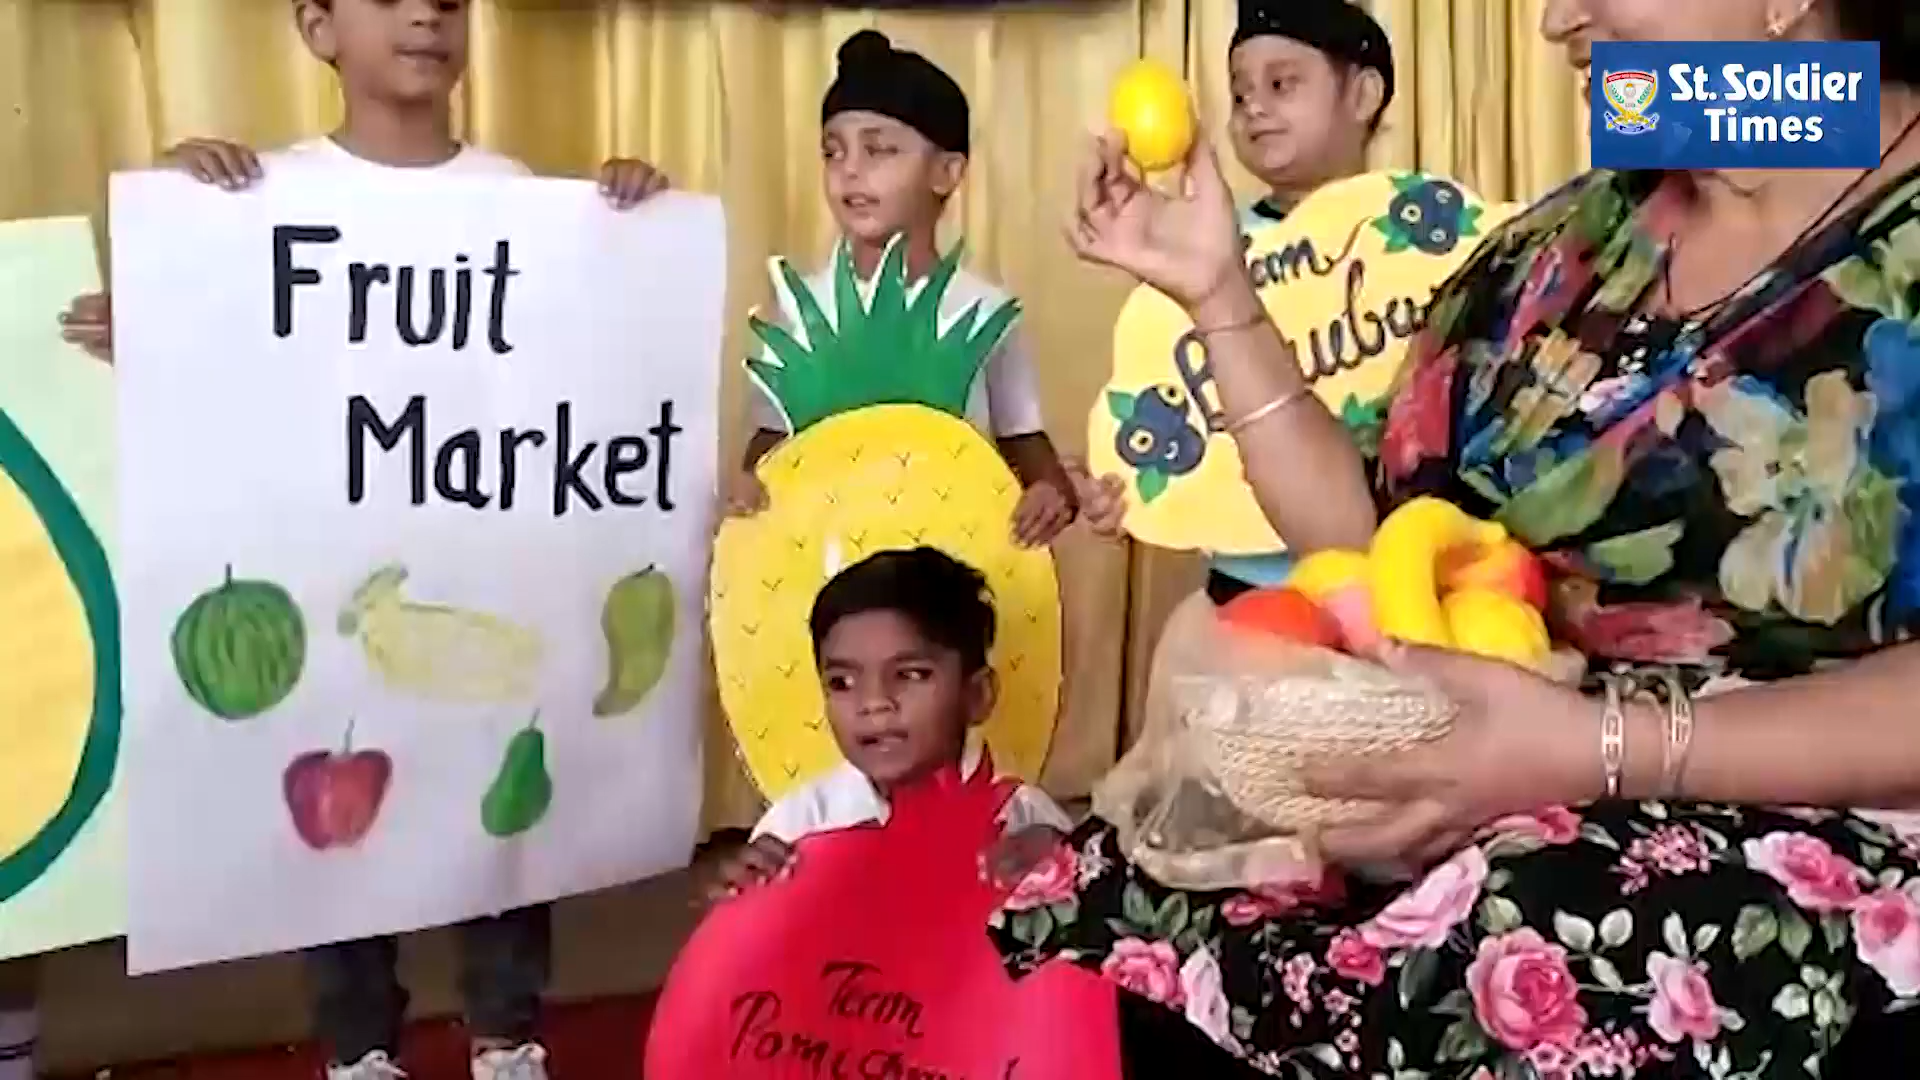 St. Soldier
Times
Fruit
Market
Team
Team